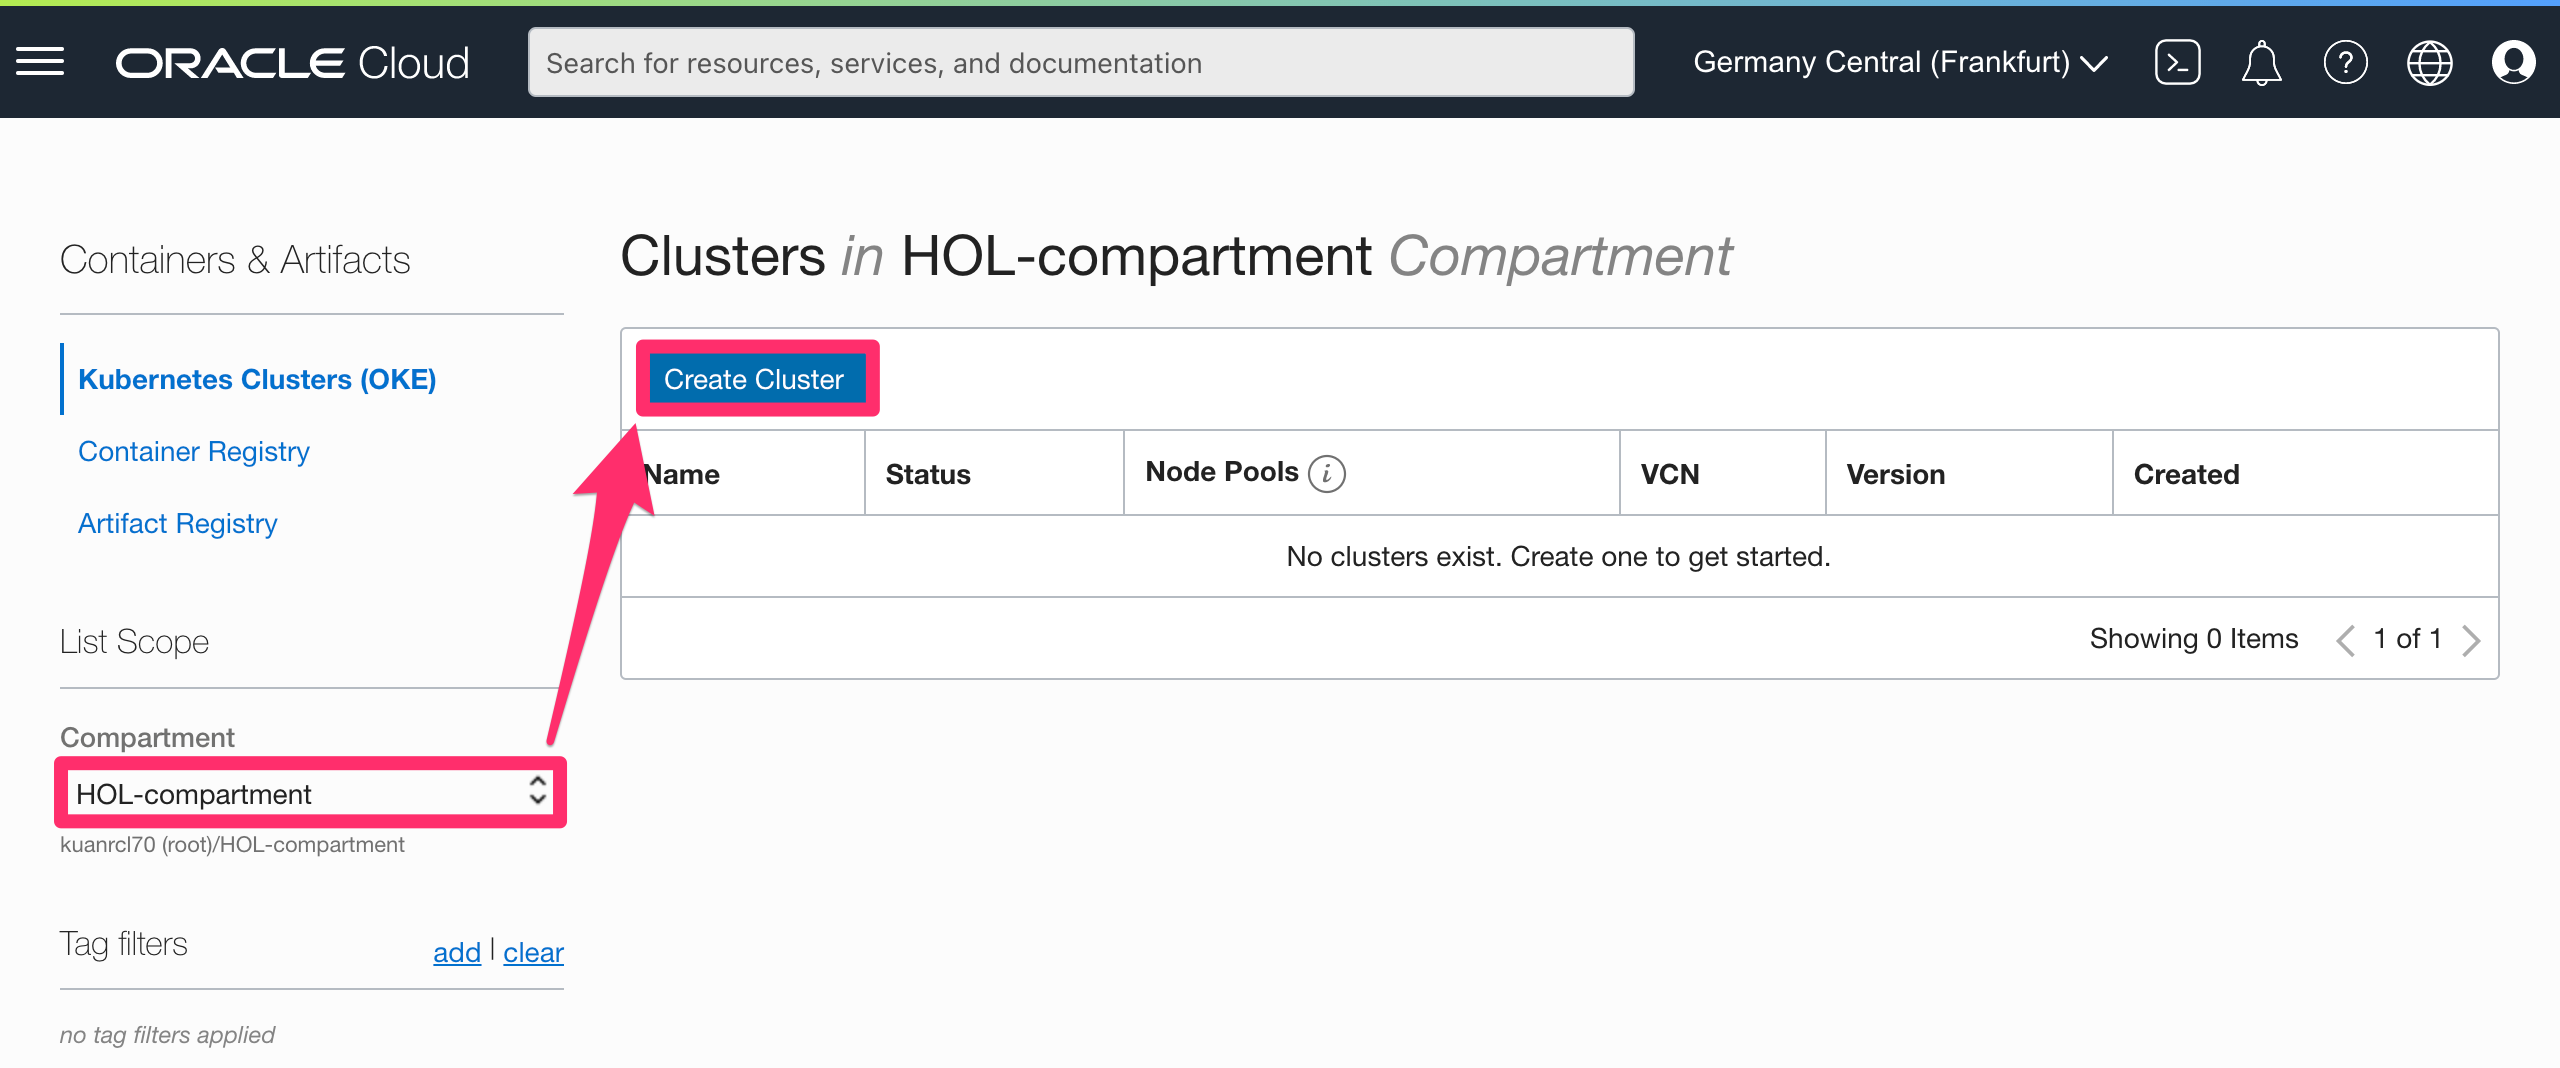 ORACLE Cloud
Search for resources, services, and documentation
Germany Central (Frankfurt)
Containers & Artifacts
Kubernetes Clusters (OKE)
Container Registry
Artifact Registry
List Scope
Compartment
HOL-compartment
kuanrcl70 (root)/HOL-compartment
Tag filters
add | clear
no tag filters applied
Clusters in HOL-compartment Compartment
Create Cluster
Name Status Node Pools i VCN Version Created
No clusters exist. Create one to get started.
Showing 0 Items < 1 of 1 >